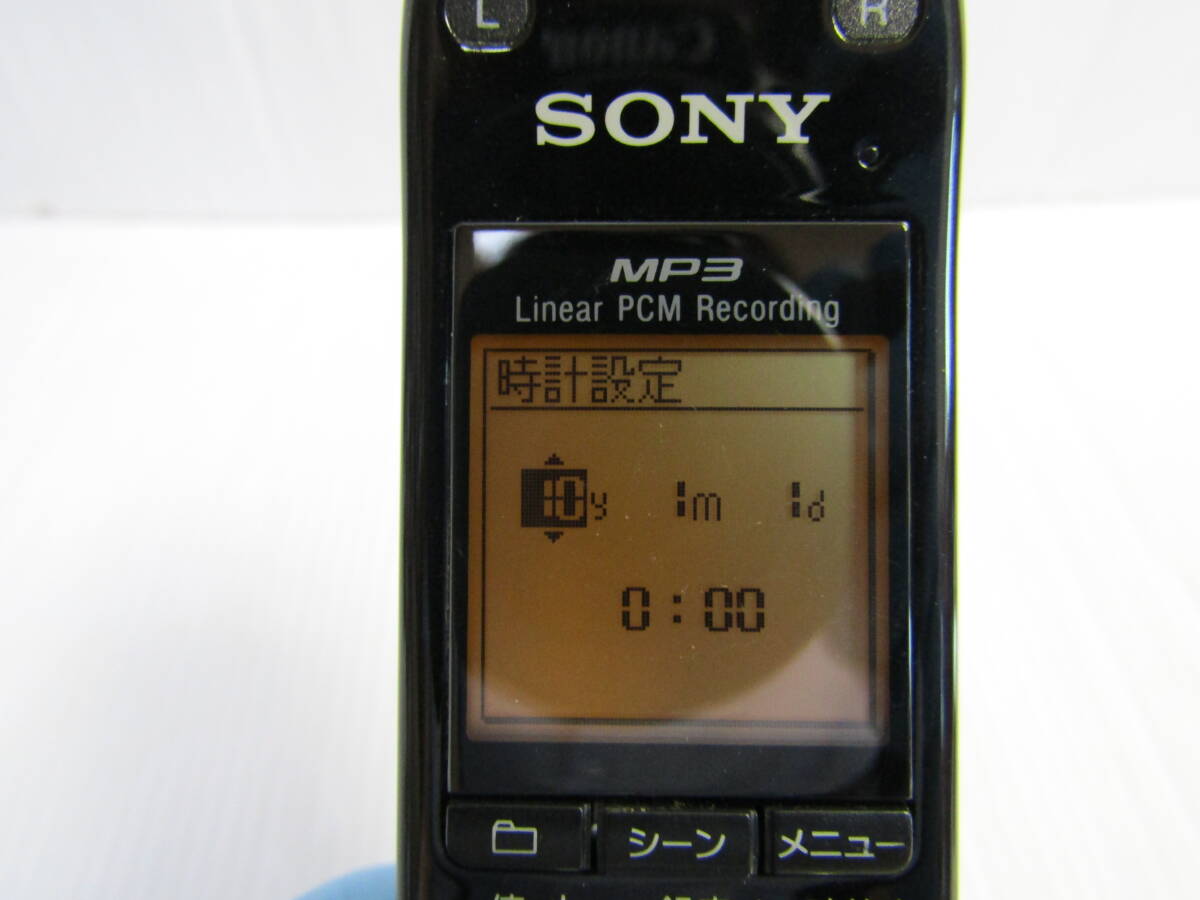 L R
SONY
MP3
Linear PCM Recording
時計設定
10y 1m 1d
0:00
シーン メニュー